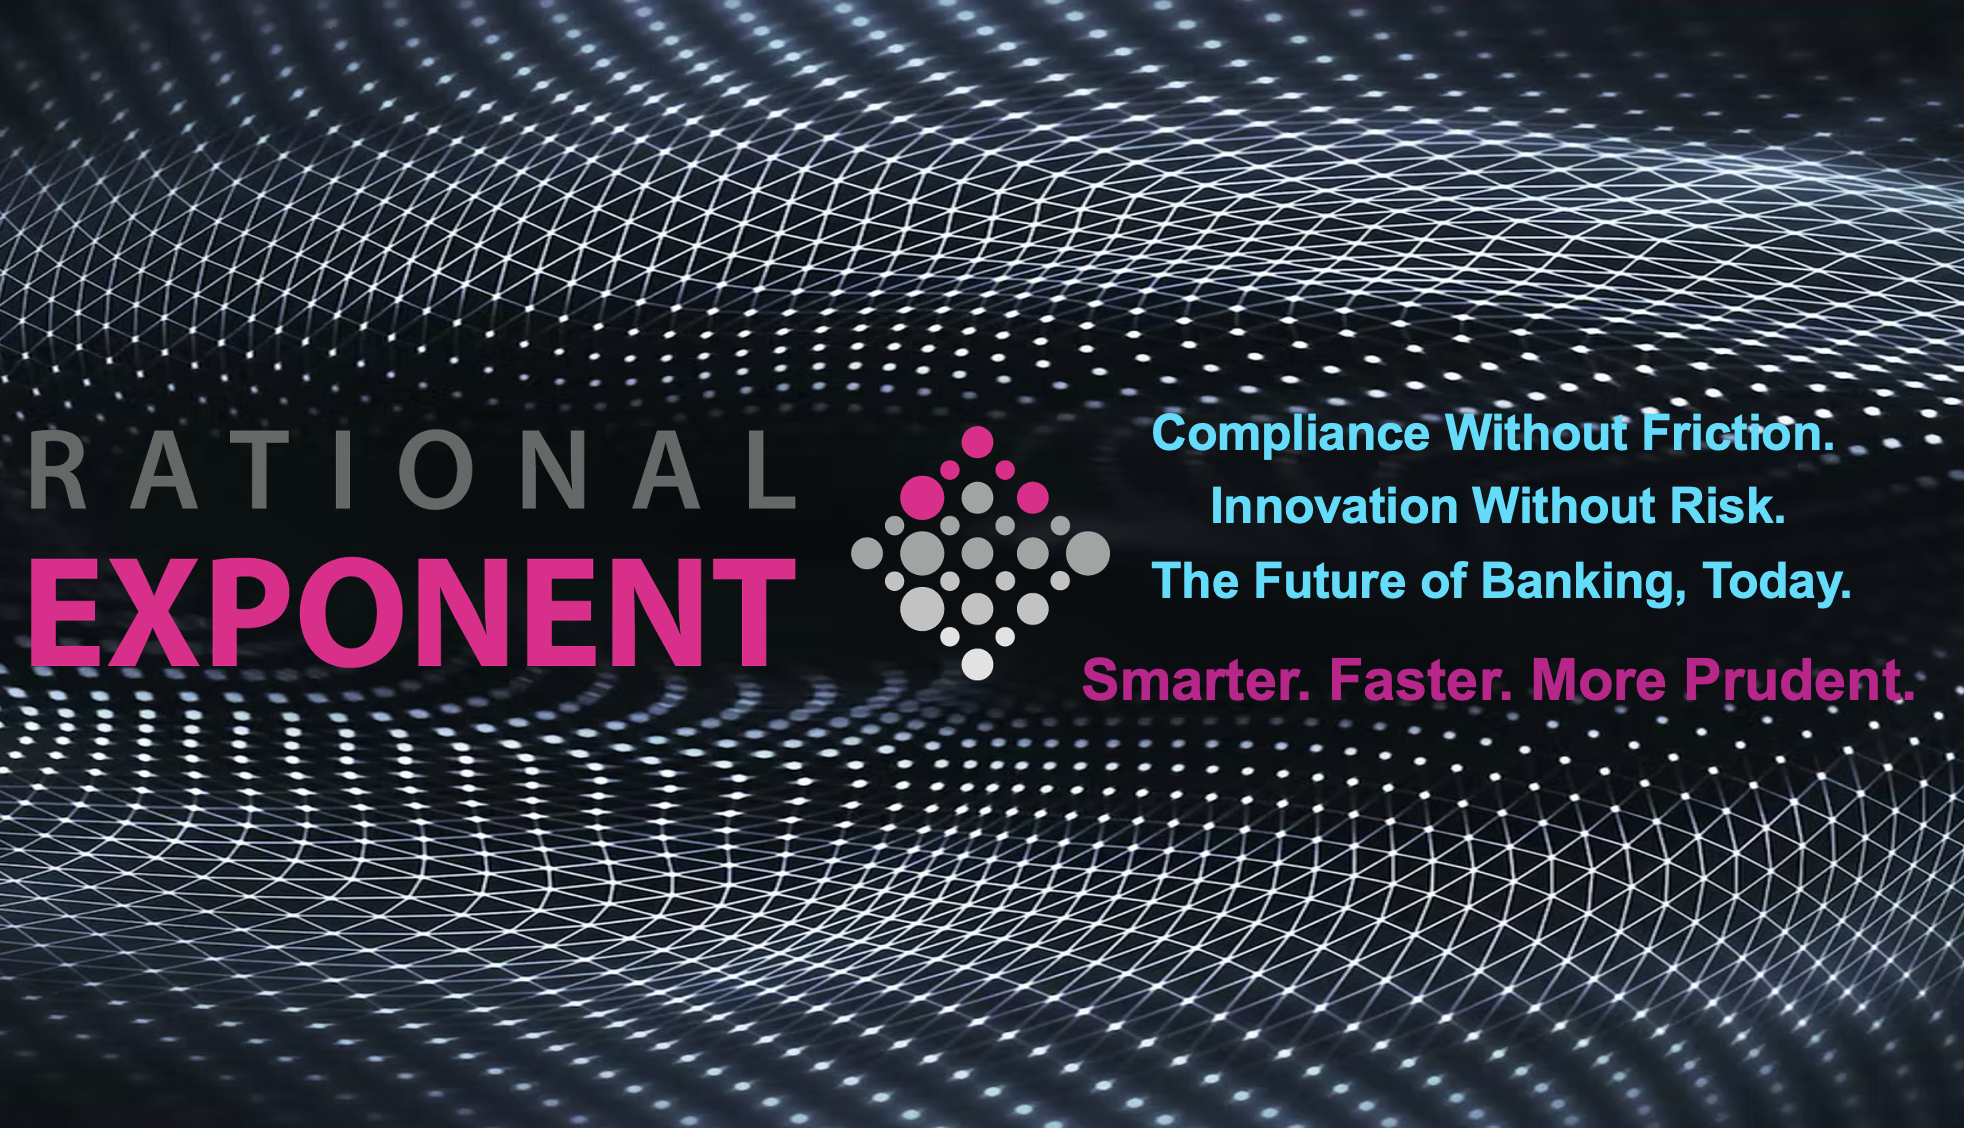 RATIONAL
EXPONENT
Compliance Without Friction.
Innovation Without Risk.
The Future of Banking, Today.
Smarter. Faster. More Prudent.